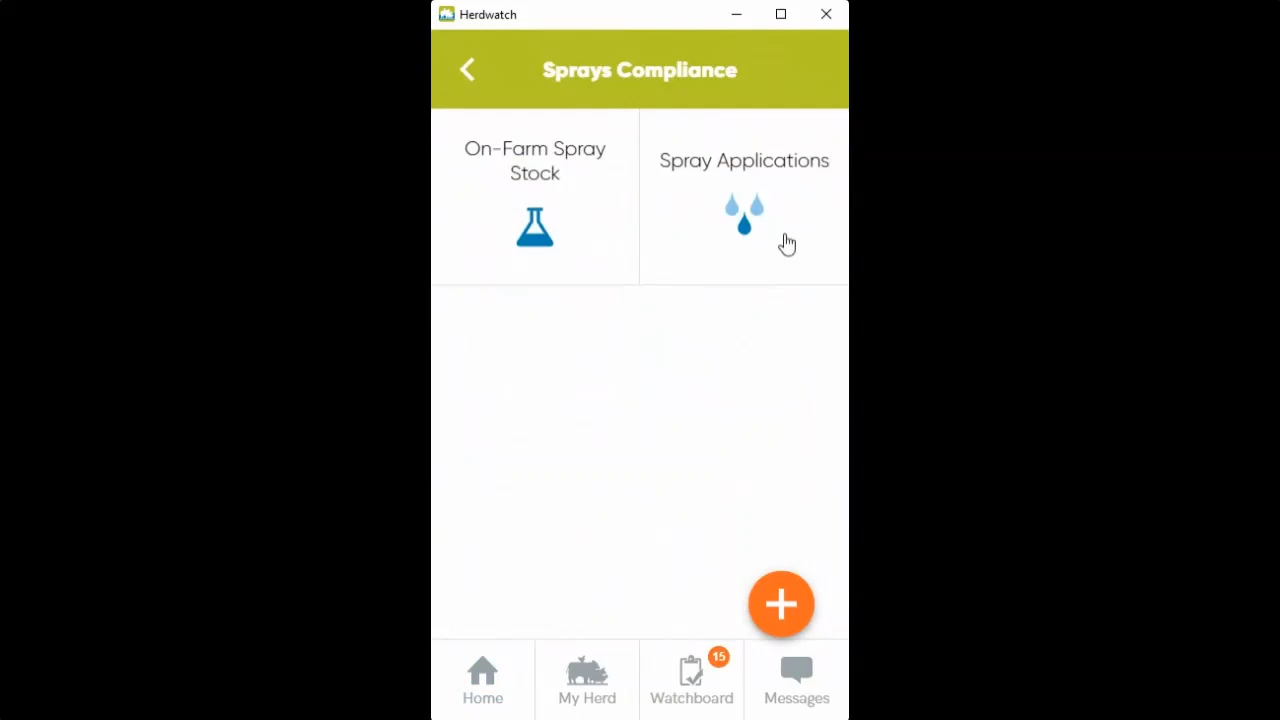 Herdwatch
Sprays Compliance
On-Farm Spray
Stock
Spray Applications
15
Home
My Herd
Watchboard
Messages